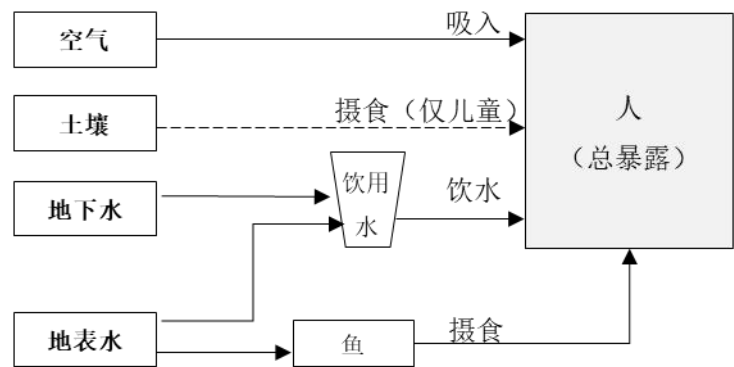 空气
吸入
土壤
摄食（仅儿童）
人
（总暴露）
地下水
饮用
水
饮水
地表水
鱼
摄食